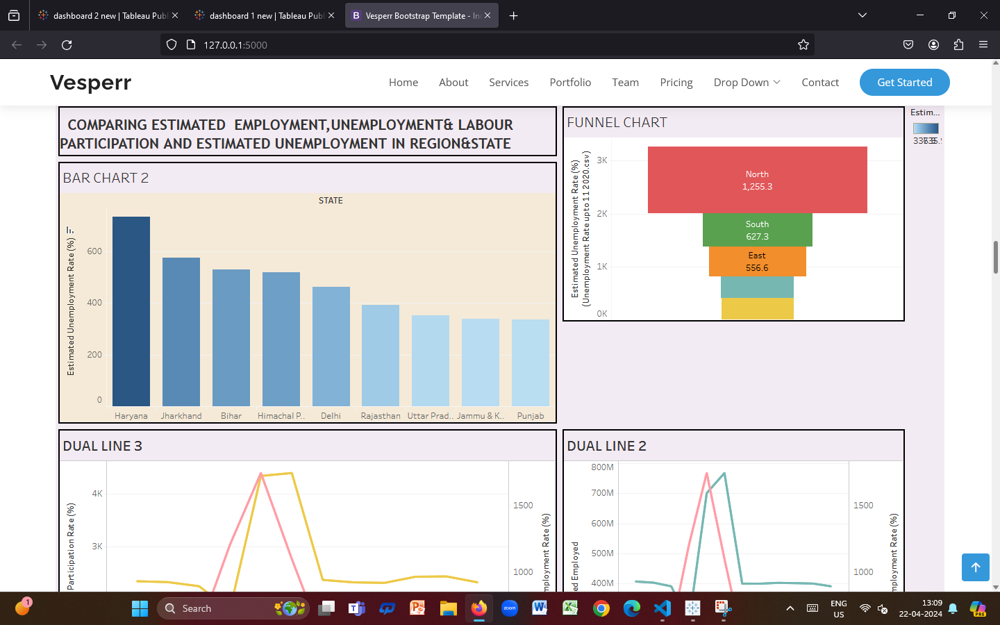 dashboard 2 new | Tableau Publ
dashboard 1 new | Tableau Publ
Vesperr Bootstrap Template - In
127.0.0.1:5000
Vesperr
Home
About
Services
Portfolio
Team
Pricing
Drop Down
Contact
Get Started
COMPARING ESTIMATED EMPLOYMENT,UNEMPLOYMENT& LABOUR
PARTICIPATION AND ESTIMATED UNEMPLOYMENT IN REGION&STATE
BAR CHART 2
STATE
Estimated Unemployment Rate (%)
600
400
200
0
Haryana
Jharkhand
Bihar
Himachal P..
Delhi
Rajasthan
Uttar Prad..
Jammu & K..
Punjab
FUNNEL CHART
Estimated Unemployment Rate (%)
(Unemployment Rate upto 11 2020.csv)
3K
2K
1K
0K
North
1,255.3
South
627.3
East
556.6
Estim...
DUAL LINE 3
Participation Rate (%)
4K
3K
1500
1000
mployment Rate (%)
DUAL LINE 2
ed Employed
800M
700M
600M
500M
400M
1500
1000
mployment Rate (%)
1
Search
zoom
ENG
US
13:09
22-04-2024
PRE